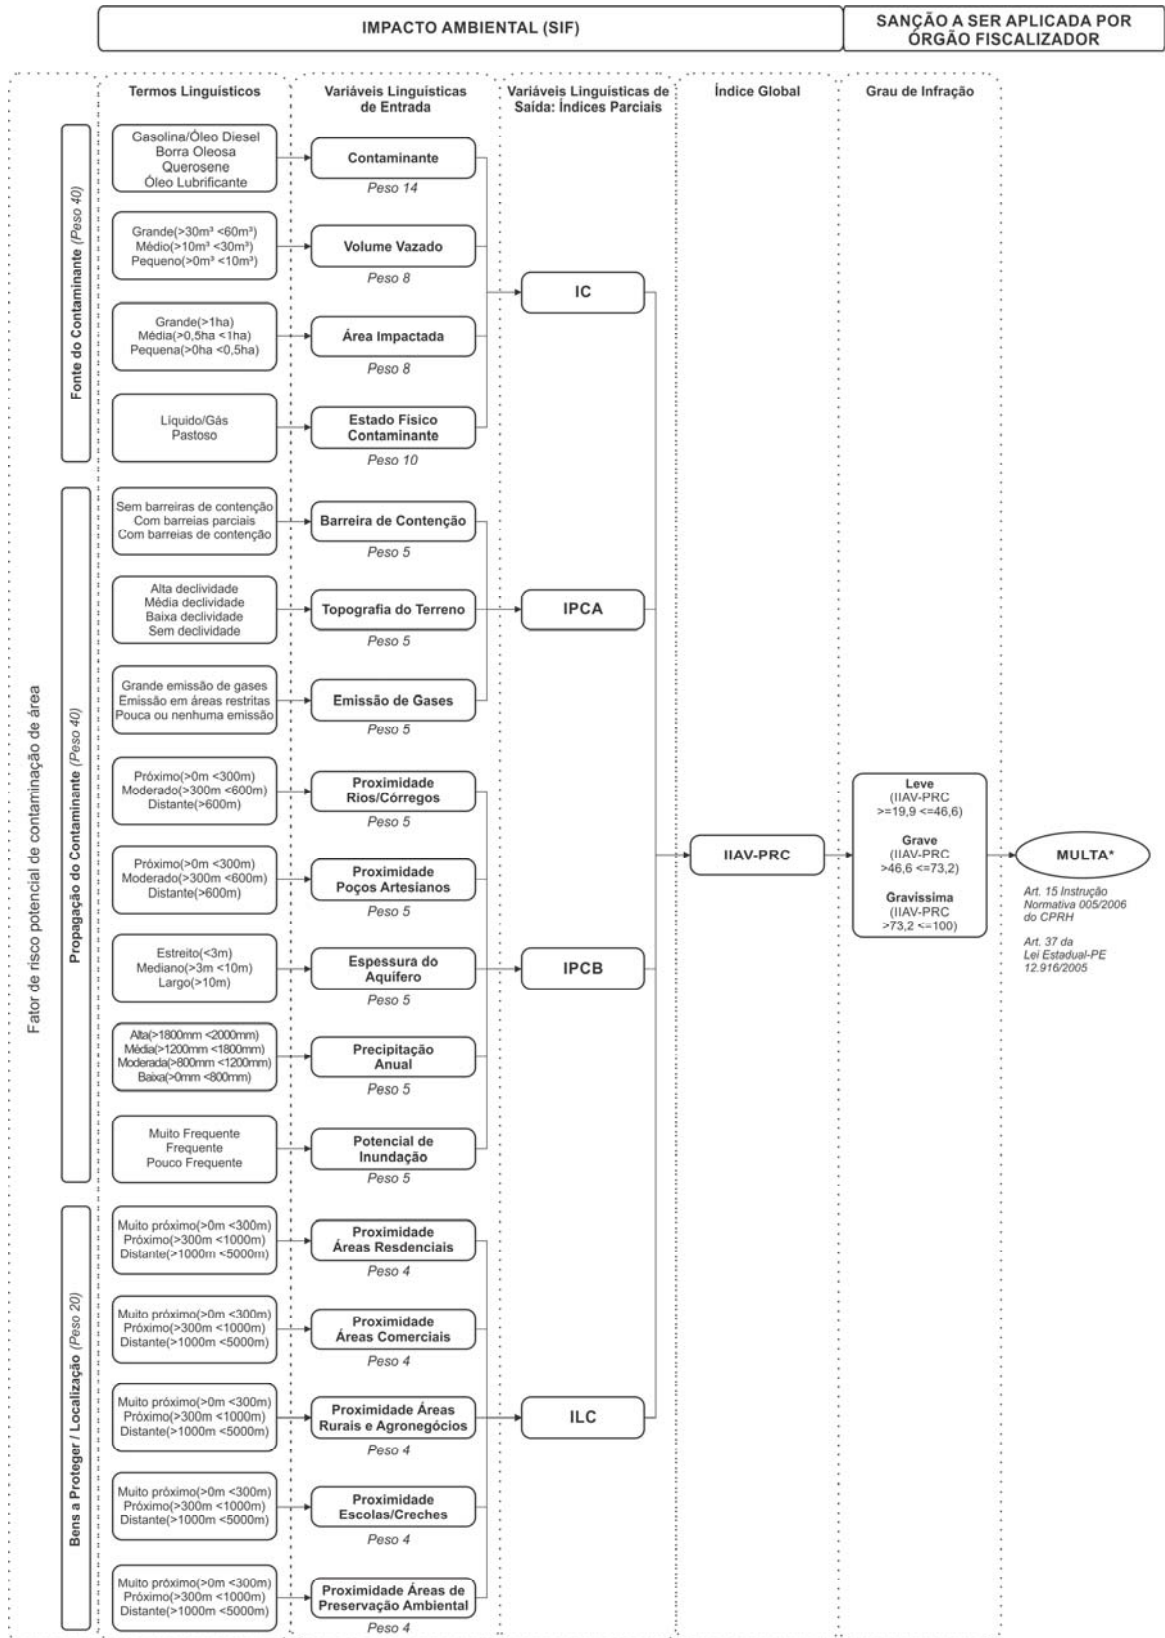 IMPACTO AMBIENTAL (SIF)
SANÇÃO A SER APLICADA POR
ÓRGÃO FISCALIZADOR
Termos Linguísticos
Variáveis Linguísticas
de Entrada
Variáveis Linguísticas de
Saída: Índices Parciais
Índice Global
Grau de Infração
Fator de risco potencial de contaminação de área
Fonte do Contaminante (Peso 40)
Gasolina/Óleo Diesel
Borra Oleosa
Querosene
Óleo Lubrificante
Contaminante
Peso 14
Grande(>30m³ <60m³)
Médio(>10m³ <30m³)
Pequeno(>0m³ <10m³)
Volume Vazado
Peso 8
IC
Grande(>1ha)
Média(>0,5ha <1ha)
Pequena(>0ha <0,5ha)
Área Impactada
Peso 8
Líquido/Gás
Pastoso
Estado Físico
Contaminante
Peso 10
Propagação do Contaminante (Peso 40)
Sem barreiras de contenção
Com barreias parciais
Com barreias de contenção
Barreira de Contenção
Peso 5
Alta declividade
Média declividade
Baixa declividade
Sem declividade
Topografia do Terreno
Peso 5
IPCA
Grande emissão de gases
Emissão em áreas restritas
Pouca ou nenhuma emissão
Emissão de Gases
Peso 5
Próximo(>0m <300m)
Moderado(>300m <600m)
Distante(>600m)
Proximidade
Rios/Córregos
Peso 5
Próximo(>0m <300m)
Moderado(>300m <600m)
Distante(>600m)
Proximidade
Poços Artesianos
Peso 5
IIAV-PRC
Leve
(IIAV-PRC
>=19,9 <=46,6)
Grave
(IIAV-PRC
>46,6 <=73,2)
Gravissima
(IIAV-PRC
>73,2 <=100)
MULTA*
Art. 15 Instrução
Normativa 005/2006
do CPRH
Art. 37 da
Lei Estadual-PE
12.916/2005
Estreito(<3m)
Mediano(>3m <10m)
Largo(>10m)
Espessura do
Aquífero
Peso 5
IPCB
Alta(>1800mm <2000mm)
Média(>1200mm <1800mm)
Moderada(>800mm <1200mm)
Baixa(>0mm <800mm)
Precipitação
Anual
Peso 5
Muito Frequente
Frequente
Pouco Frequente
Potencial de
Inundação
Peso 5
Bens a Proteger / Localização (Peso 20)
Muito próximo(>0m <300m)
Próximo(>300m <1000m)
Distante(>1000m <5000m)
Proximidade
Áreas Resdenciais
Peso 4
Muito próximo(>0m <300m)
Próximo(>300m <1000m)
Distante(>1000m <5000m)
Proximidade
Áreas Comerciais
Peso 4
Muito próximo(>0m <300m)
Próximo(>300m <1000m)
Distante(>1000m <5000m)
Proximidade Áreas
Rurais e Agronegócios
Peso 4
ILC
Muito próximo(>0m <300m)
Próximo(>300m <1000m)
Distante(>1000m <5000m)
Proximidade
Escolas/Creches
Peso 4
Muito próximo(>0m <300m)
Próximo(>300m <1000m)
Distante(>1000m <5000m)
Proximidade Áreas de
Preservação Ambiental
Peso 4